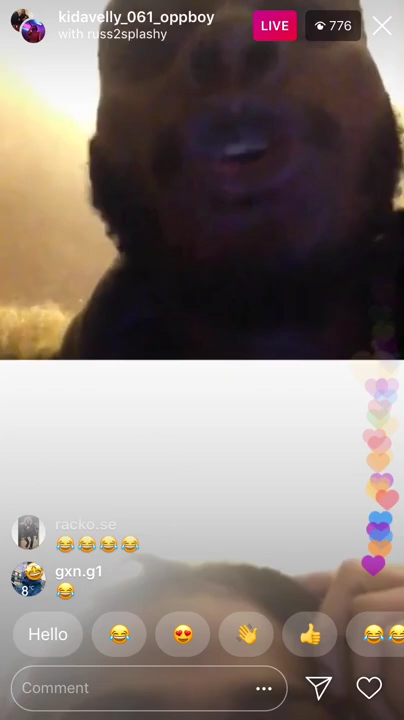 kidavelly_061_oppboy
with russ2splashy
LIVE
776
racko.se
😂😂😂😂
gxn.g1
😂
8
Hello
😂
😍
👋
👍
😂😂
Comment